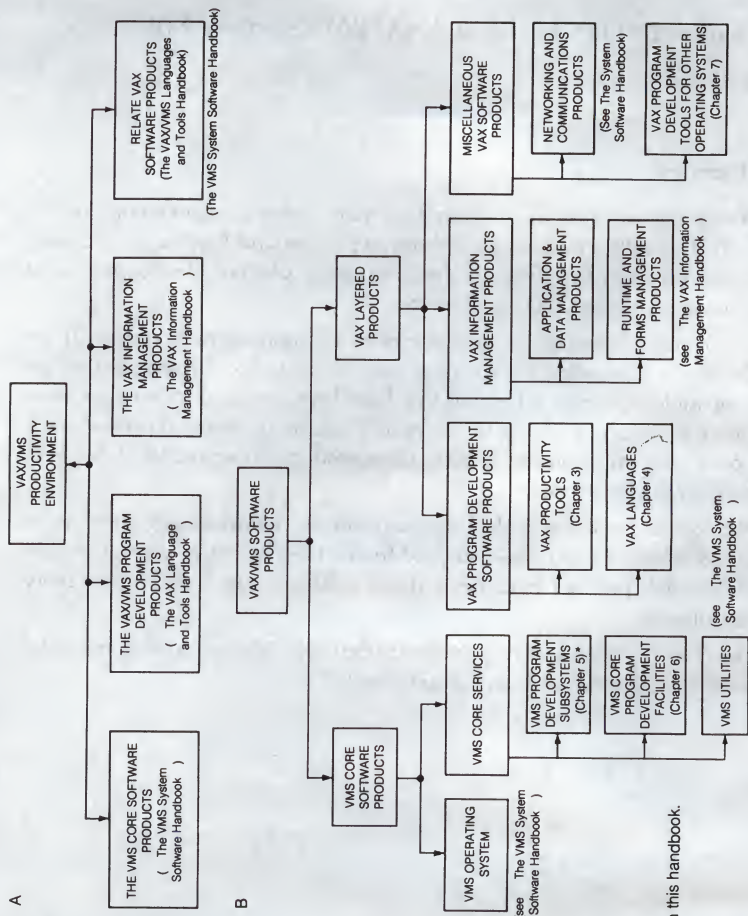 A
VAX/VMS
PRODUCTIVITY
ENVIRONMENT
THE VMS CORE SOFTWARE
PRODUCTS
( The VMS System
Software Handbook )
THE VAX/VMS PROGRAM
DEVELOPMENT
PRODUCTS
( The VAX Language
and Tools Handbook )
THE VAX INFORMATION
MANAGEMENT
PRODUCTS
( The VAX Information
Management Handbook )
RELATE VAX
SOFTWARE PRODUCTS
(The VAX/VMS Languages
and Tools Handbook)
(The VMS System Software Handbook)
B
VAX/VMS SOFTWARE
PRODUCTS
VMS CORE
SOFTWARE
PRODUCTS
VAX LAYERED
PRODUCTS
VMS OPERATING
SYSTEM
see The VMS System
Software Handbook )
VMS CORE SERVICES
VMS PROGRAM
DEVELOPMENT
SUBSYSTEMS
(Chapter 5)*
VMS CORE
PROGRAM
DEVELOPMENT
FACILITIES
(Chapter 6)
VMS UTILITIES
(see The VMS System
Software Handbook )
VAX PROGRAM DEVELOPMENT
SOFTWARE PRODUCTS
VAX PRODUCTIVITY
TOOLS
(Chapter 3)
VAX LANGUAGES
(Chapter 4)
VAX INFORMATION
MANAGEMENT PRODUCTS
APPLICATION &
DATA MANAGEMENT
PRODUCTS
RUNTIME AND
FORMS MANAGEMENT
PRODUCTS
(see The VAX Information
Management Handbook )
MISCELLANEOUS
VAX SOFTWARE
PRODUCTS
NETWORKING AND
COMMUNICATIONS
PRODUCTS
(See The System
Software Handbook)
VAX PROGRAM
DEVELOPMENT
TOOLS FOR OTHER
OPERATING SYSTEMS
(Chapter 7)
this handbook.